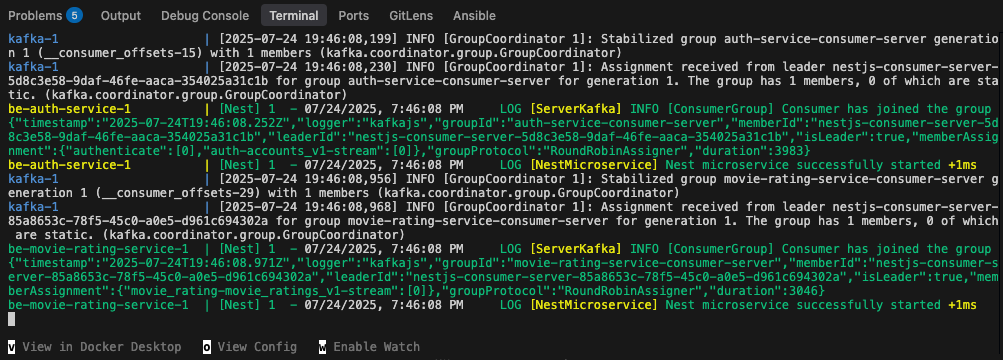 Problems 5 Output Debug Console Terminal Ports GitLens Ansible
kafka-1 | [2025-07-24 19:46:08,199] INFO [GroupCoordinator 1]: Stabilized group auth-service-consumer-server generatio
n 1 (__consumer_offsets-15) with 1 members (kafka.coordinator.group.GroupCoordinator)
kafka-1 | [2025-07-24 19:46:08,230] INFO [GroupCoordinator 1]: Assignment received from leader nestjs-consumer-server-
5d8c3e58-9daf-46fe-aaca-354025a31c1b for group auth-service-consumer-server for generation 1. The group has 1 members, 0 of which are sta
tic. (kafka.coordinator.group.GroupCoordinator)
be-auth-service-1 | [Nest] 1 - 07/24/2025, 7:46:08 PM LOG [ServerKafka] INFO [ConsumerGroup] Consumer has joined the group
{"timestamp":"2025-07-24T19:46:08.252Z","logger":"kafkajs","groupId":"auth-service-consumer-server","memberId":"nestjs-consumer-server-5d
8c3e58-9daf-46fe-aaca-354025a31c1b","leaderId":"nestjs-consumer-server-5d8c3e58-9daf-46fe-aaca-354025a31c1b","isLeader":true,"memberAssig
nment":{"authenticate":[0],"auth-accounts_v1-stream":[0]},"groupProtocol":"RoundRobinAssigner","duration":3983}
be-auth-service-1 | [Nest] 1 - 07/24/2025, 7:46:08 PM LOG [NestMicroservice] Nest microservice successfully started +1ms
kafka-1 | [2025-07-24 19:46:08,956] INFO [GroupCoordinator 1]: Stabilized group movie-rating-service-consumer-server g
eneration 1 (__consumer_offsets-29) with 1 members (kafka.coordinator.group.GroupCoordinator)
kafka-1 | [2025-07-24 19:46:08,968] INFO [GroupCoordinator 1]: Assignment received from leader nestjs-consumer-server-
85a8653c-78f5-45c0-a0e5-d961c694302a for group movie-rating-service-consumer-server for generation 1. The group has 1 members, 0 of which
are static. (kafka.coordinator.group.GroupCoordinator)
be-movie-rating-service-1 | [Nest] 1 - 07/24/2025, 7:46:08 PM LOG [ServerKafka] INFO [ConsumerGroup] Consumer has joined the group
{"timestamp":"2025-07-24T19:46:08.971Z","logger":"kafkajs","groupId":"movie-rating-service-consumer-server","memberId":"nestjs-consumer-s
erver-85a8653c-78f5-45c0-a0e5-d961c694302a","leaderId":"nestjs-consumer-server-85a8653c-78f5-45c0-a0e5-d961c694302a","isLeader":true,"mem
berAssignment":{"movie_rating-movie_ratings_v1-stream":[0]},"groupProtocol":"RoundRobinAssigner","duration":3046}
be-movie-rating-service-1 | [Nest] 1 - 07/24/2025, 7:46:08 PM LOG [NestMicroservice] Nest microservice successfully started +1ms
v View in Docker Desktop o View Config w Enable Watch